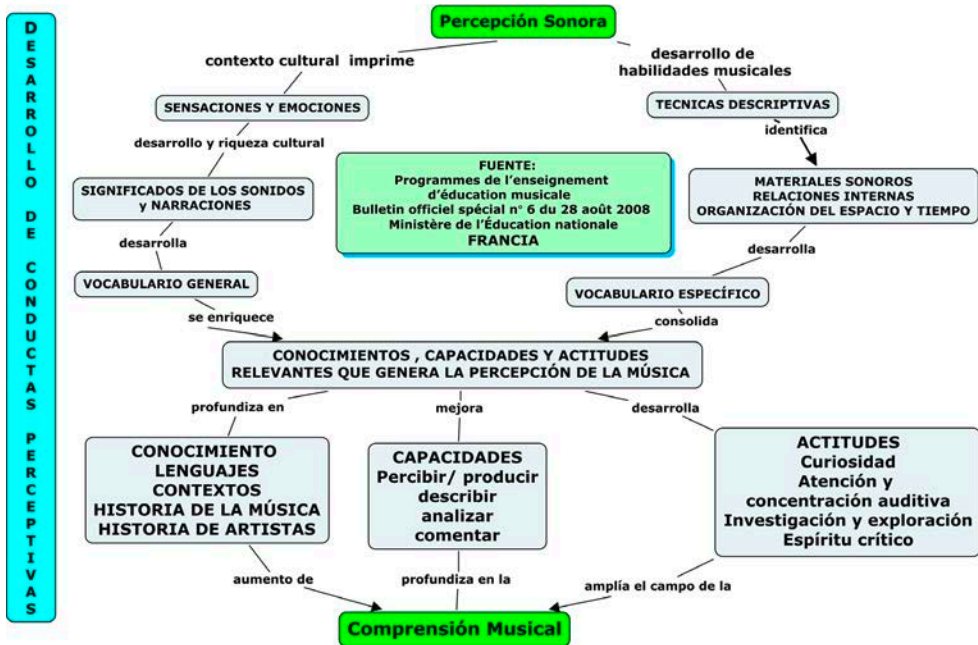 DESARROLLO DE CONDUCTAS PERCEPTIVAS
Percepción Sonora
contexto cultural imprime
desarrollo de
habilidades musicales
SENSACIONES Y EMOCIONES
TECNICAS DESCRIPTIVAS
desarrollo y riqueza cultural
identifica
FUENTE:
Programmes de l'enseignement
d'éducation musicale
Bulletin officiel spécial n° 6 du 28 août 2008
Ministère de l'Éducation nationale
FRANCIA
SIGNIFICADOS DE LOS SONIDOS
y NARRACIONES
MATERIALES SONOROS
RELACIONES INTERNAS
ORGANIZACIÓN DEL ESPACIO Y TIEMPO
desarrolla
desarrolla
VOCABULARIO GENERAL
VOCABULARIO ESPECÍFICO
se enriquece
consolida
CONOCIMIENTOS , CAPACIDADES Y ACTITUDES
RELEVANTES QUE GENERA LA PERCEPCIÓN DE LA MÚSICA
profundiza en
mejora
desarrolla
CONOCIMIENTO
LENGUAJES
CONTEXTOS
HISTORIA DE LA MÚSICA
HISTORIA DE ARTISTAS
CAPACIDADES
Percibir/ producir
describir
analizar
comentar
ACTITUDES
Curiosidad
Atención y
concentración auditiva
Investigación y exploración
Espíritu crítico
aumento de
profundiza en la
amplía el campo de la
Comprensión Musical